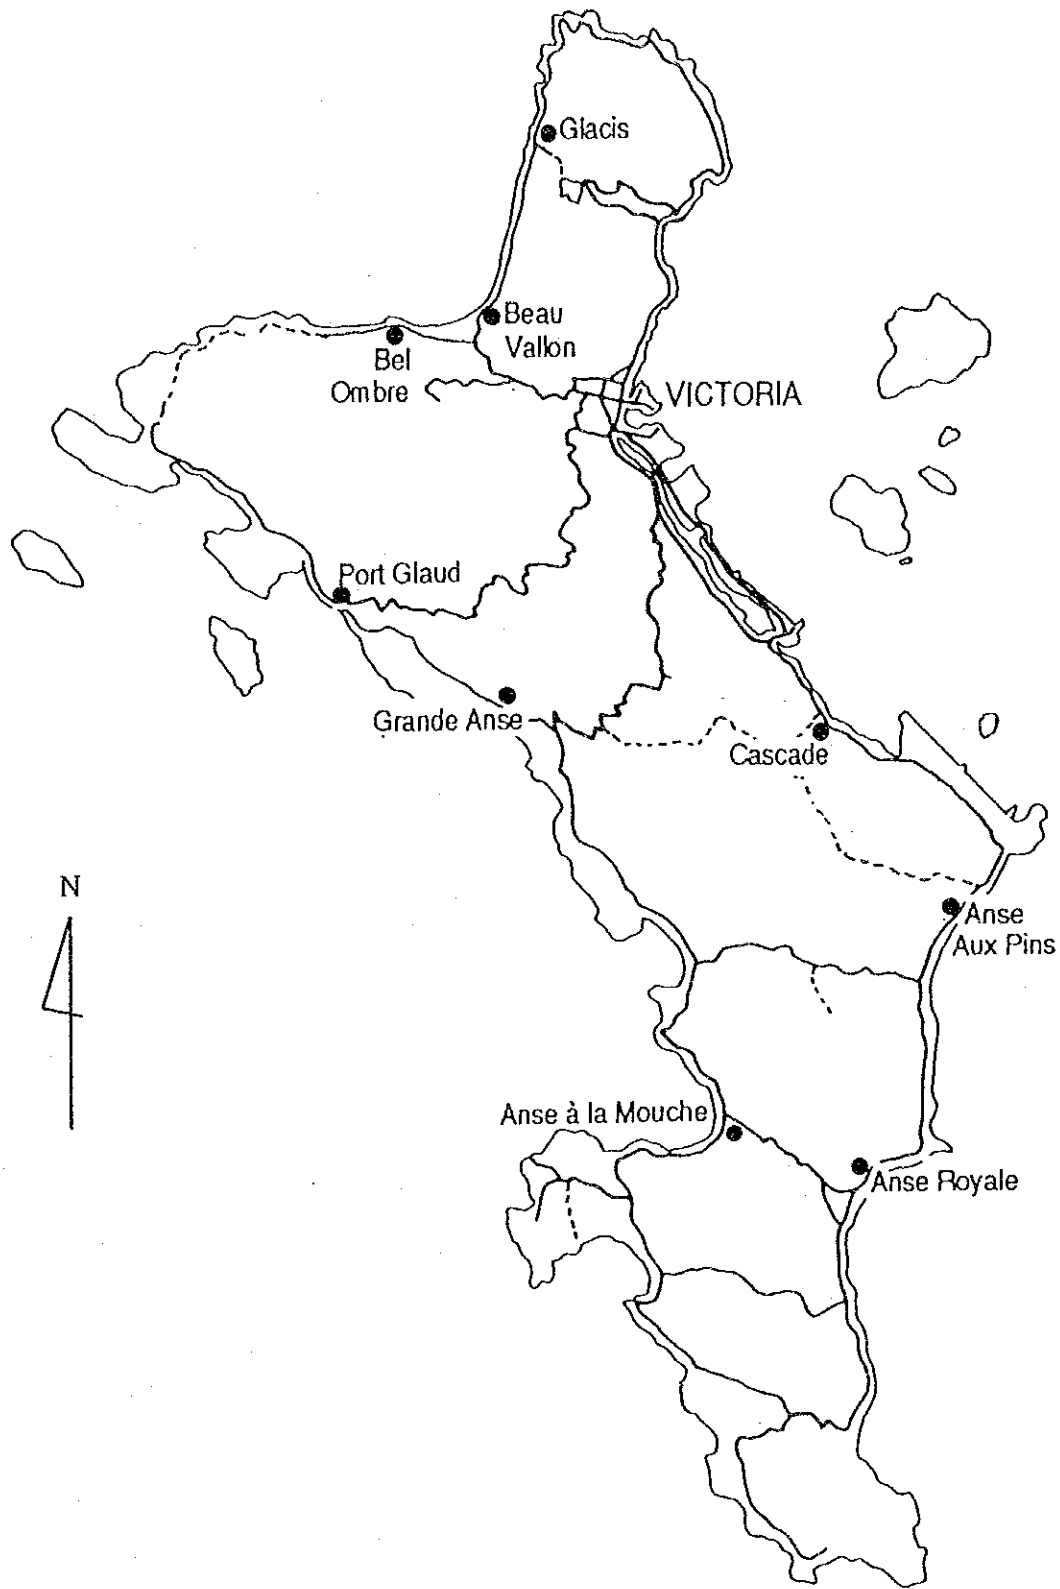 Glacis
Beau
Vallon
Bel
Ombre
VICTORIA
Port Glaud
Grande Anse
Cascade
N
Anse
Aux Pins
Anse à la Mouche
Anse Royale